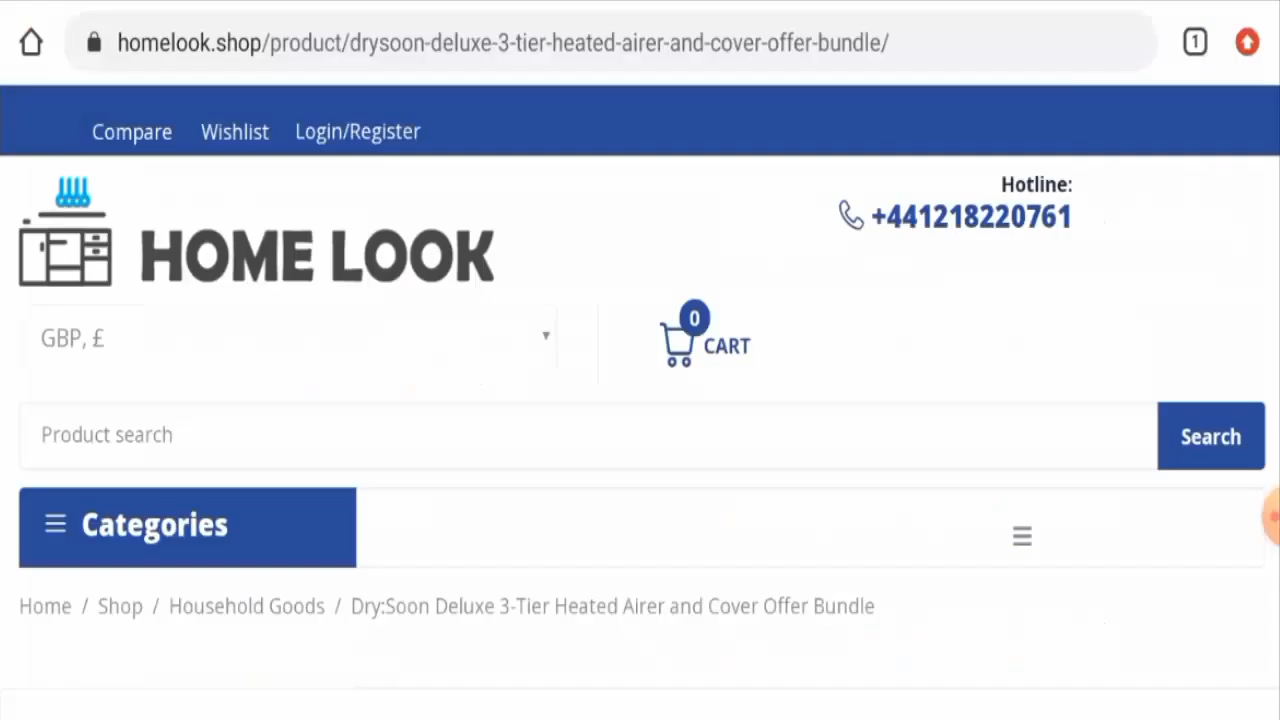 homelook.shop/product/drysoon-deluxe-3-tier-heated-airer-and-cover-offer-bundle/
1
Compare Wishlist Login/Register
Hotline:
+441218220761
HOME LOOK
GBP, £
0
CART
Product search
Search
Categories
Home / Shop / Household Goods / Dry:Soon Deluxe 3-Tier Heated Airer and Cover Offer Bundle